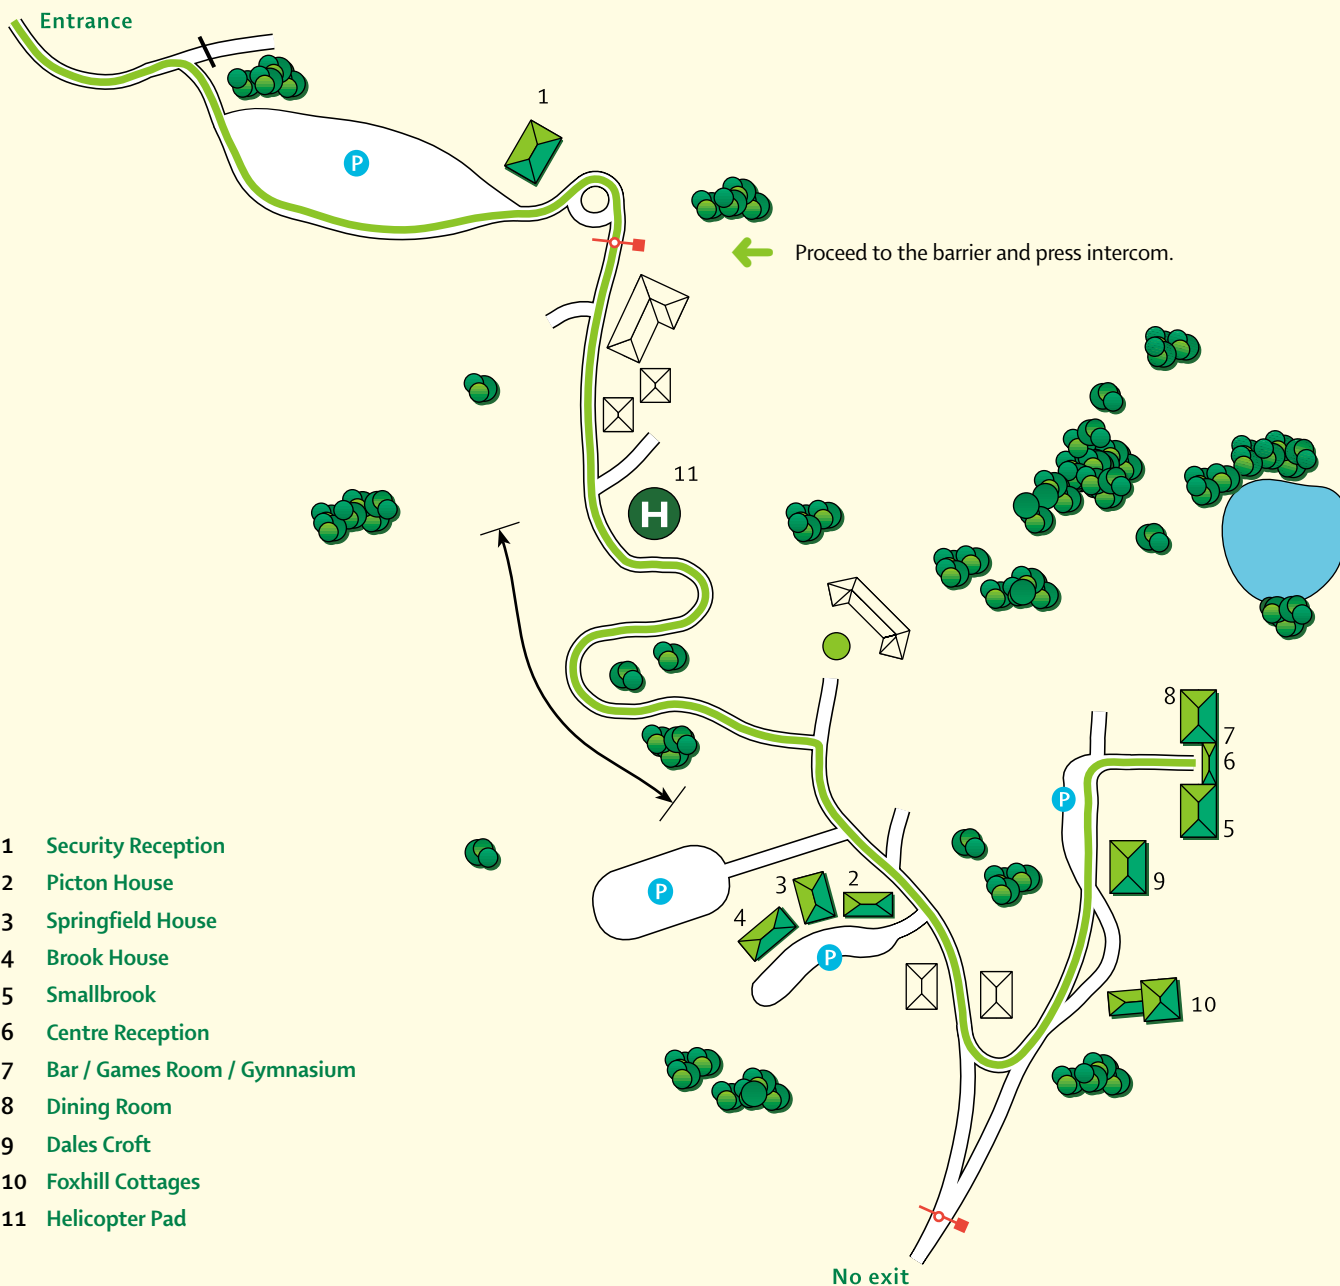 Entrance
1
P
Proceed to the barrier and press intercom.
11
H
8
7
6
P
5
1 Security Reception
2 Picton House
3 Springfield House
4 Brook House
5 Smallbrook
6 Centre Reception
7 Bar / Games Room / Gymnasium
8 Dining Room
9 Dales Croft
10 Foxhill Cottages
11 Helicopter Pad
P
3
2
4
P
9
10
No exit